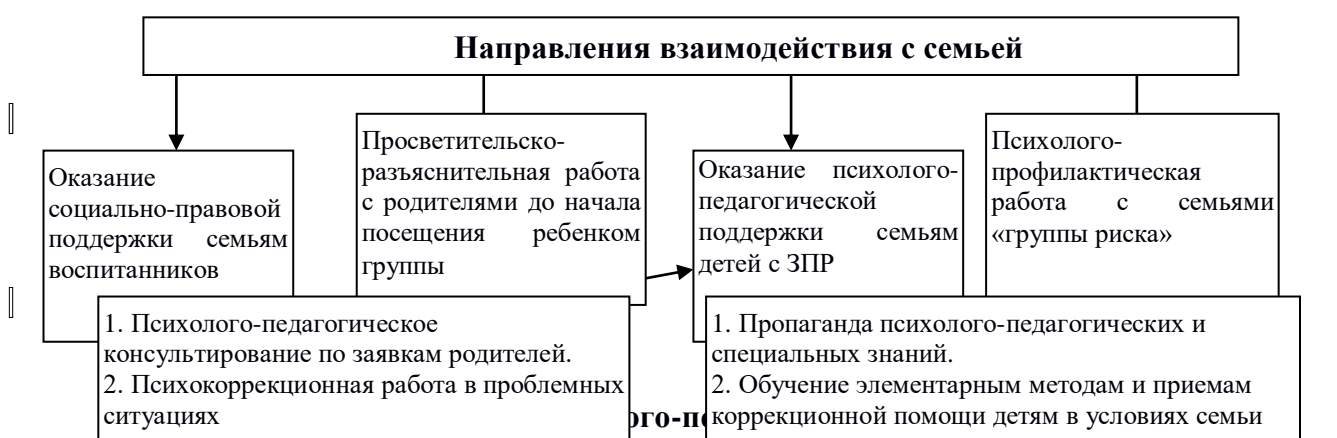 Направления взаимодействия с семьей
Оказание
социально-правовой
поддержки семьям
воспитанников
Просветительско-
разъяснительная работа
с родителями до начала
посещения ребенком
группы
Оказание психолого-
педагогической
поддержки семьям
детей с ЗПР
Психолого-
профилактическая
работа с семьями
«группы риска»
1. Психолого-педагогическое
консультирование по заявкам родителей.
2. Психокоррекционная работа в проблемных
ситуациях
1. Пропаганда психолого-педагогических и
специальных знаний.
2. Обучение элементарным методам и приемам
коррекционной помощи детям в условиях семьи